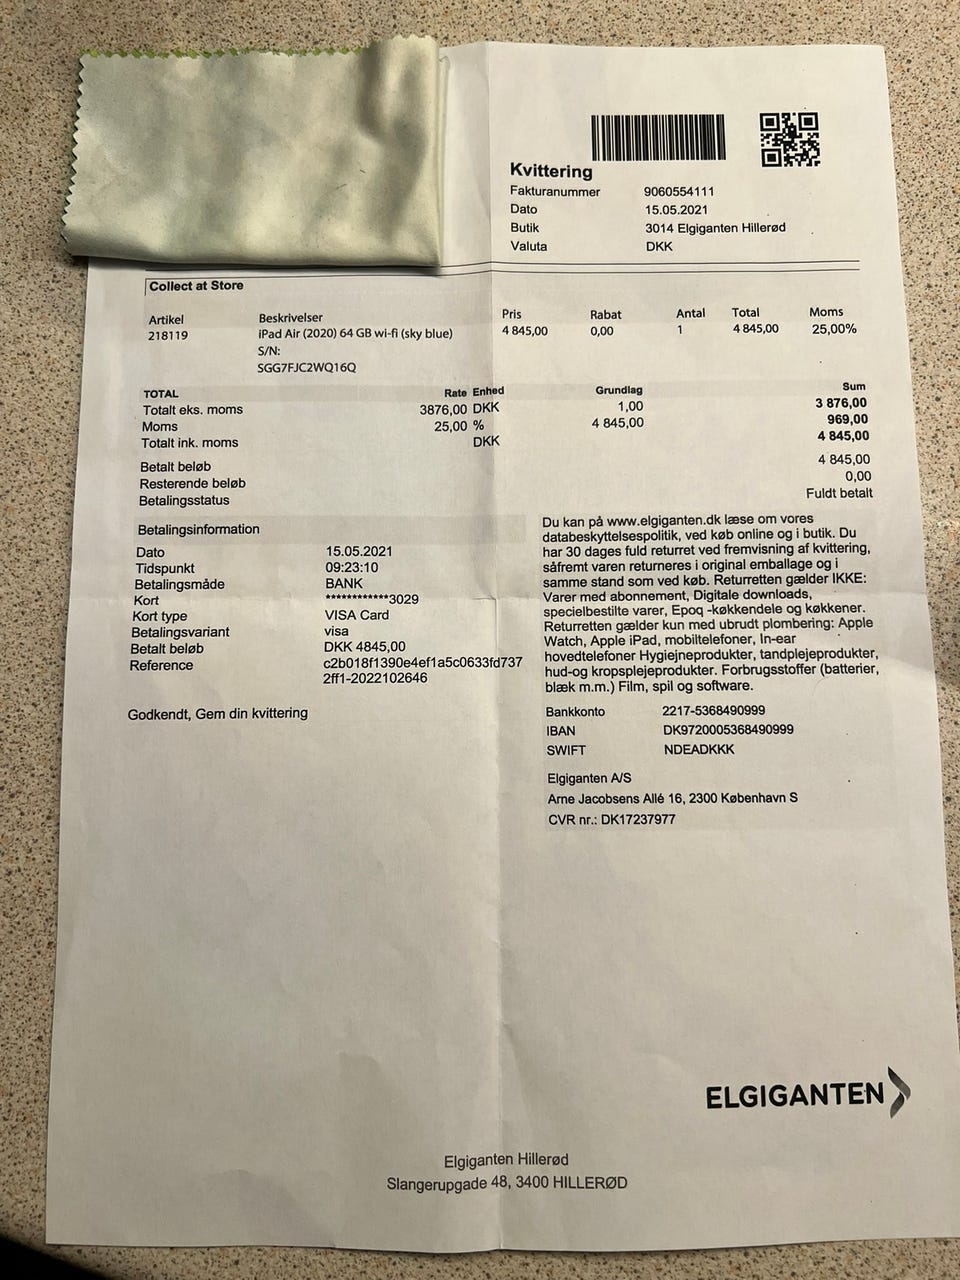 Kvittering
Fakturanummer 9060554111
Dato 15.05.2021
Butik 3014 Elgiganten Hillerød
Valuta DKK
Collect at Store
Artikel Beskrivelser Pris Rabat Antal Total Moms
218119 iPad Air (2020) 64 GB wi-fi (sky blue) 4 845,00 0,00 1 4 845,00 25,00%
S/N:
SGG7FJC2WQ16Q
TOTAL Rate Enhed Grundlag Sum
Totalt eks. moms 3876,00 DKK 1,00 3 876,00
Moms 25,00 % 4 845,00 969,00
Totalt ink. moms DKK 4 845,00
Betalt beløb 4 845,00
Resterende beløb 0,00
Betalingsstatus Fuldt betalt
Betalingsinformation
Dato 15.05.2021
Tidspunkt 09:23:10
Betalingsmåde BANK
Kort ************3029
Kort type VISA Card
Betalingsvariant visa
Betalt beløb DKK 4845,00
Reference c2b018f1390e4ef1a5c0633fd737
2ff1-2022102646
Godkendt, Gem din kvittering
Du kan på www.elgiganten.dk læse om vores
databeskyttelsespolitik, ved køb online og i butik. Du
har 30 dages fuld returret ved fremvisning af kvittering,
såfremt varen returneres i original emballage og i
samme stand som ved køb. Returretten gælder IKKE:
Varer med abonnement, Digitale downloads,
specielbestilte varer, Epoq -køkkendele og køkkener.
Returretten gælder kun med ubrudt plombering: Apple
Watch, Apple iPad, mobiltelefoner, In-ear
hovedtelefoner Hygiejneprodukter, tandplejeprodukter,
hud-og kropsplejeprodukter. Forbrugsstoffer (batterier,
blæk m.m.) Film, spil og software.
Bankkonto 2217-5368490999
IBAN DK9720005368490999
SWIFT NDEADKKK
Elgiganten A/S
Arne Jacobsens Allé 16, 2300 København S
CVR nr.: DK17237977
ELGIGANTEN
Elgiganten Hillerød
Slangerupgade 48, 3400 HILLERØD